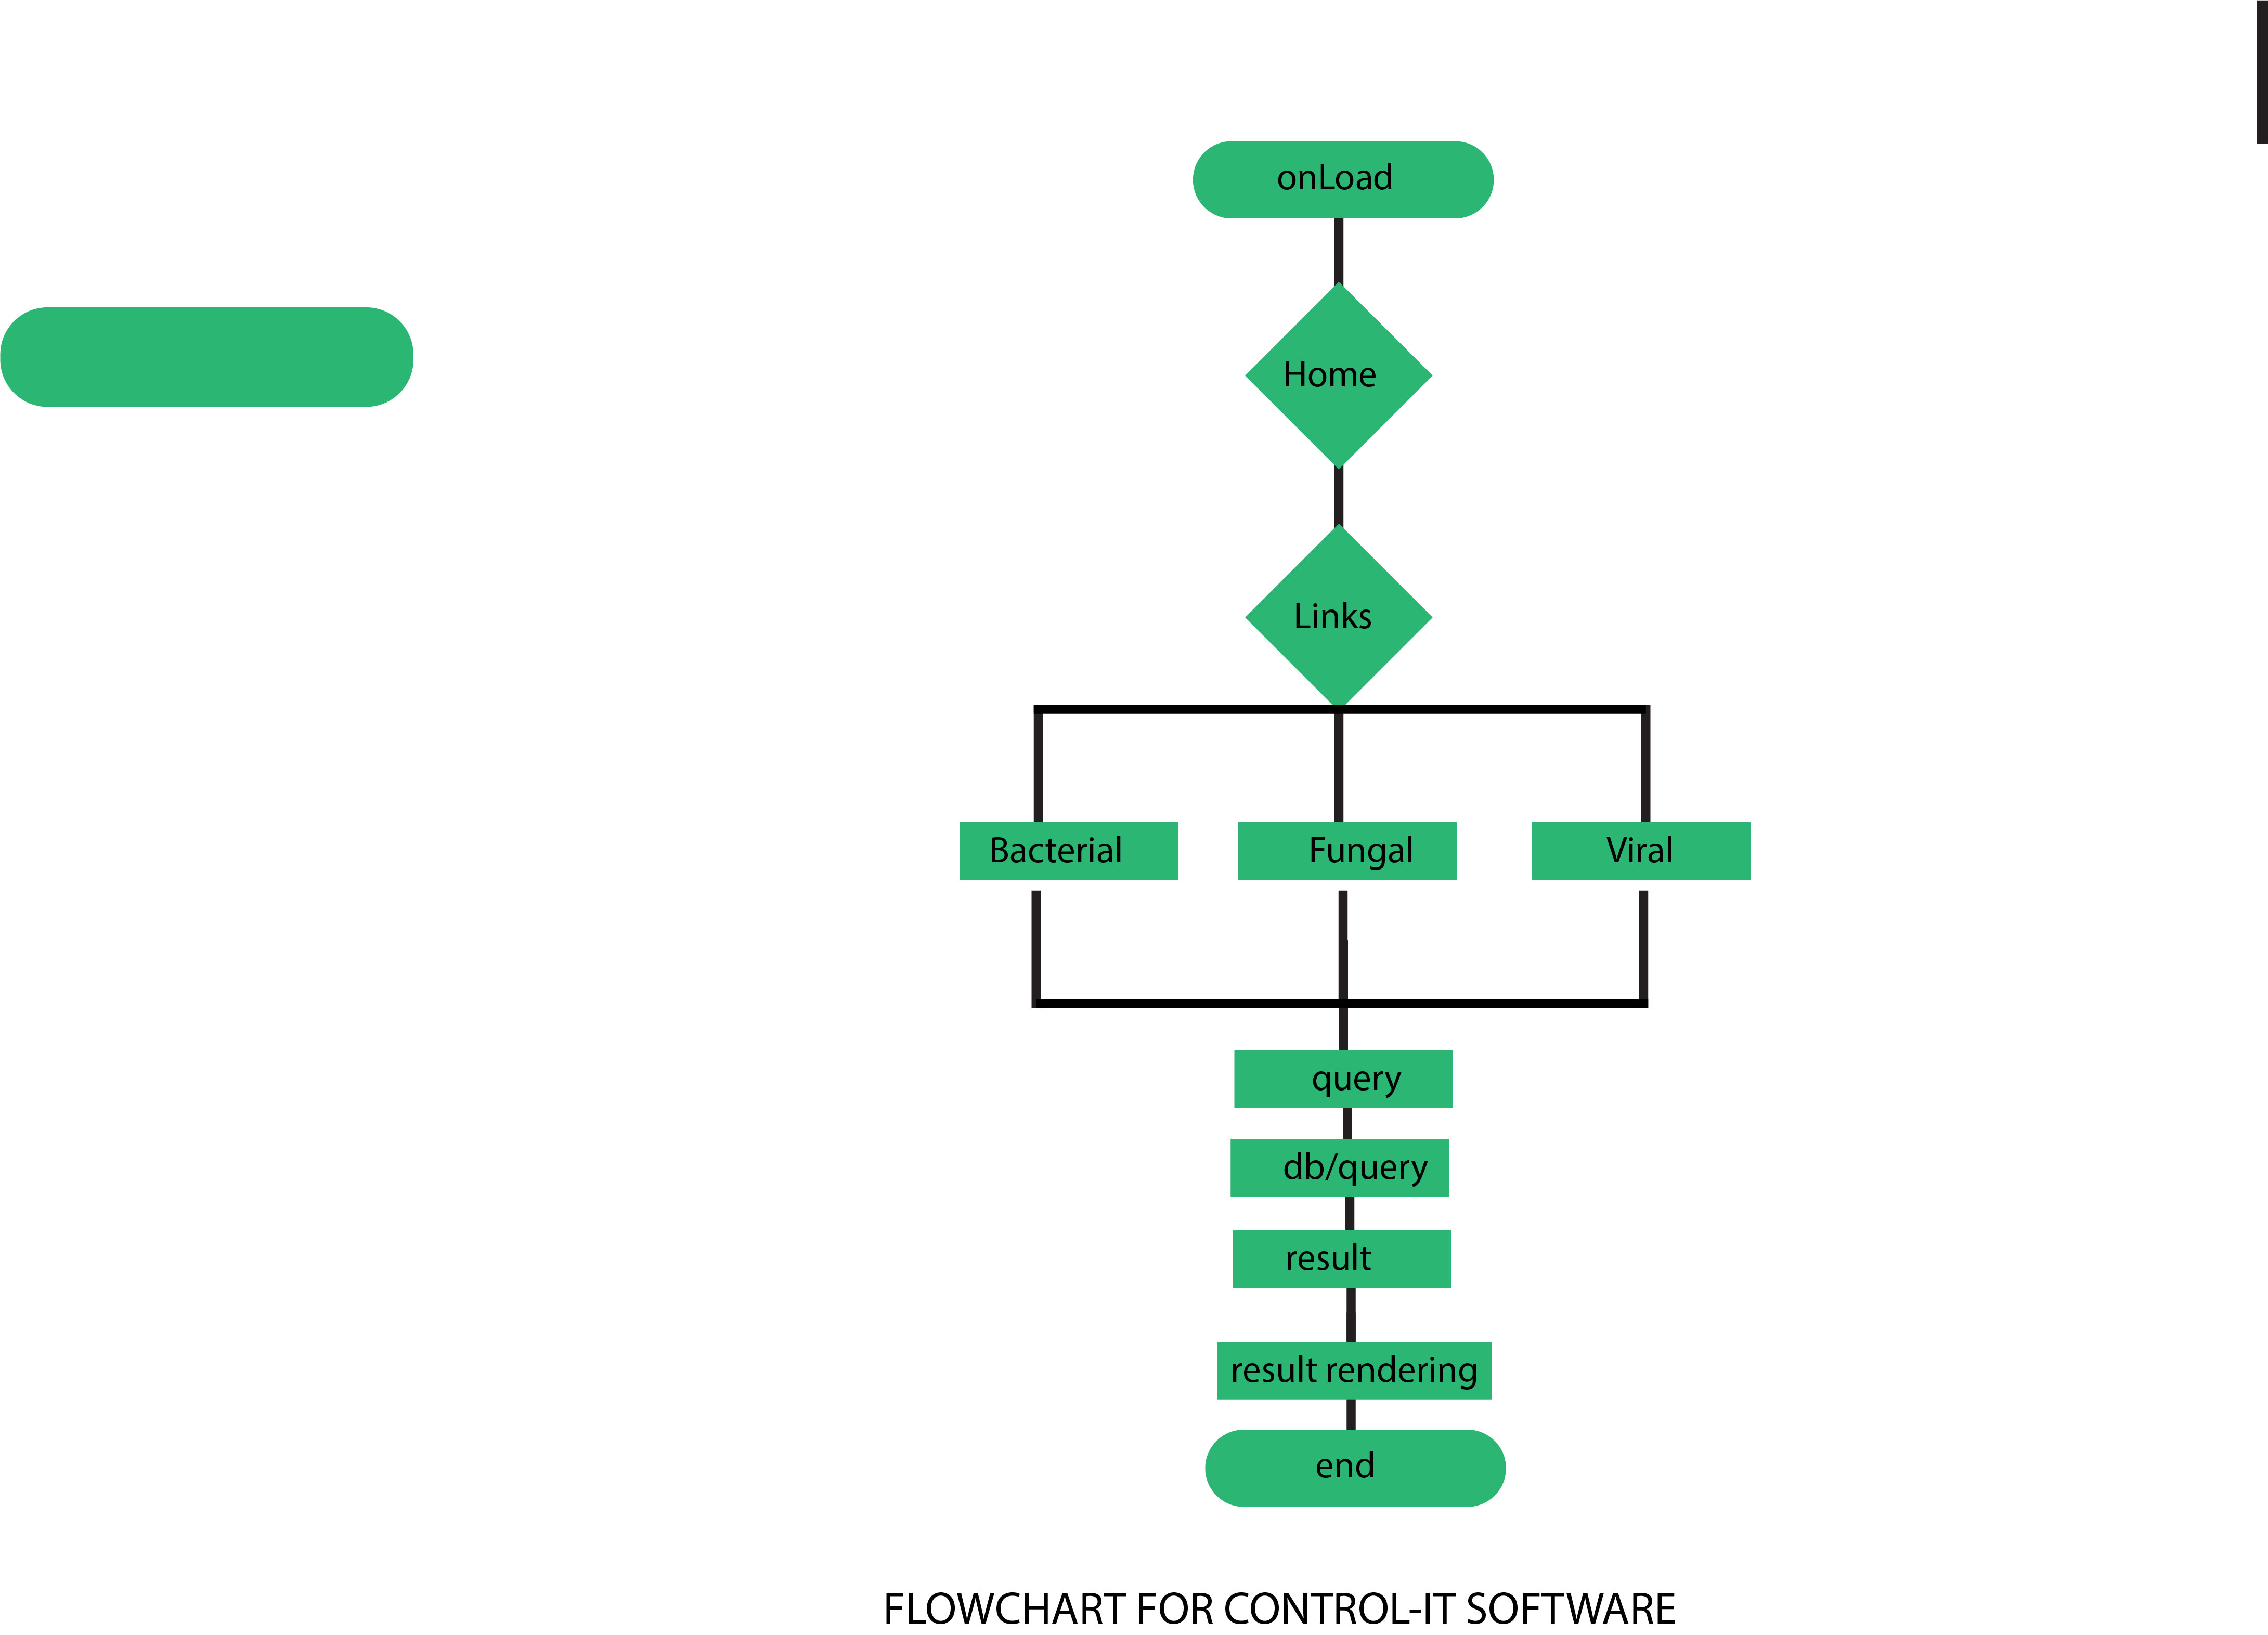 onLoad
Home
Links
Bacterial Fungal Viral
query
db/query
result
result rendering
end
FLOWCHART FOR CONTROL-IT SOFTWARE